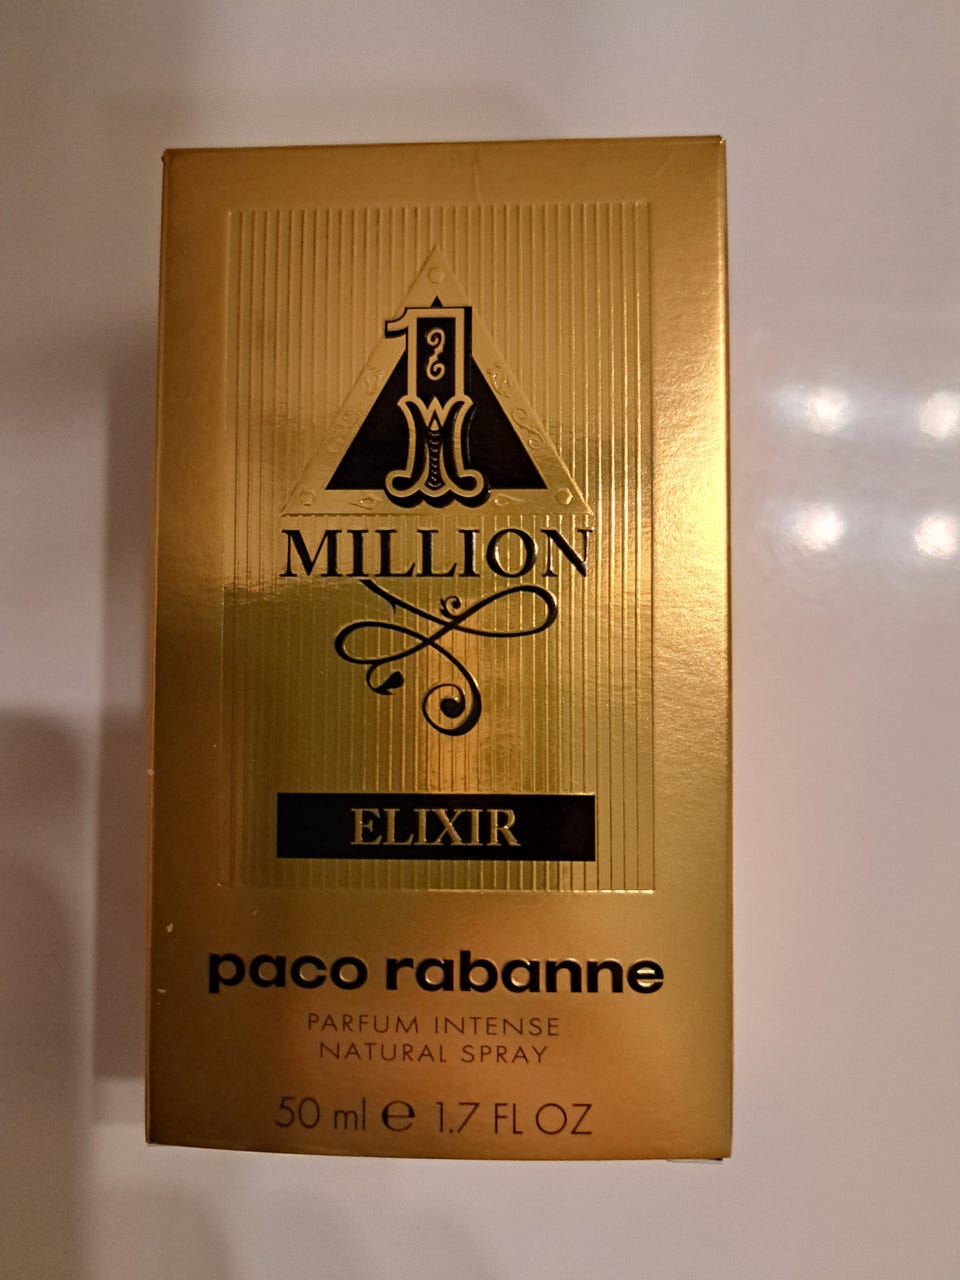 1
MILLION
ELIXIR
paco rabanne
PARFUM INTENSE
NATURAL SPRAY
50 ml ℮ 1.7 FL OZ